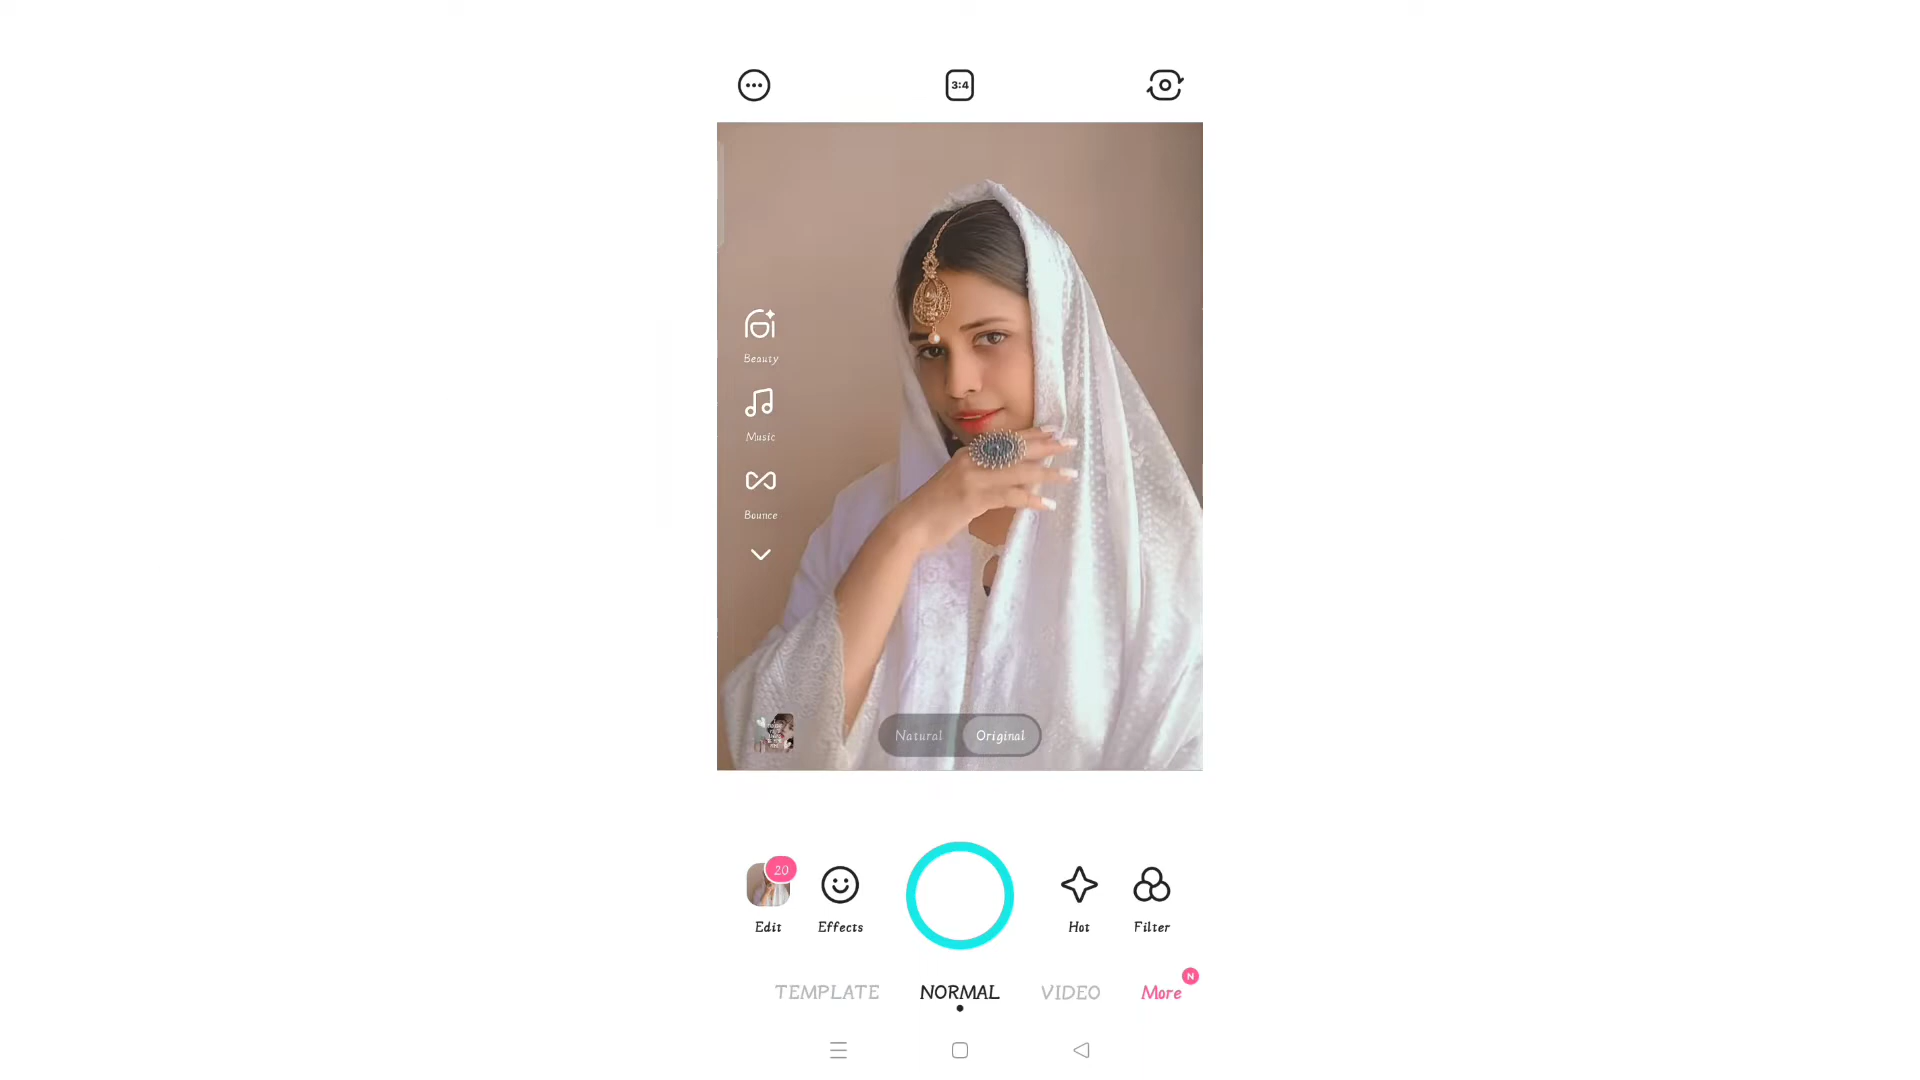 3:4
Beauty
Music
Bounce
Natural Original
20
Edit Effects Hot Filter
N
TEMPLATE NORMAL VIDEO More